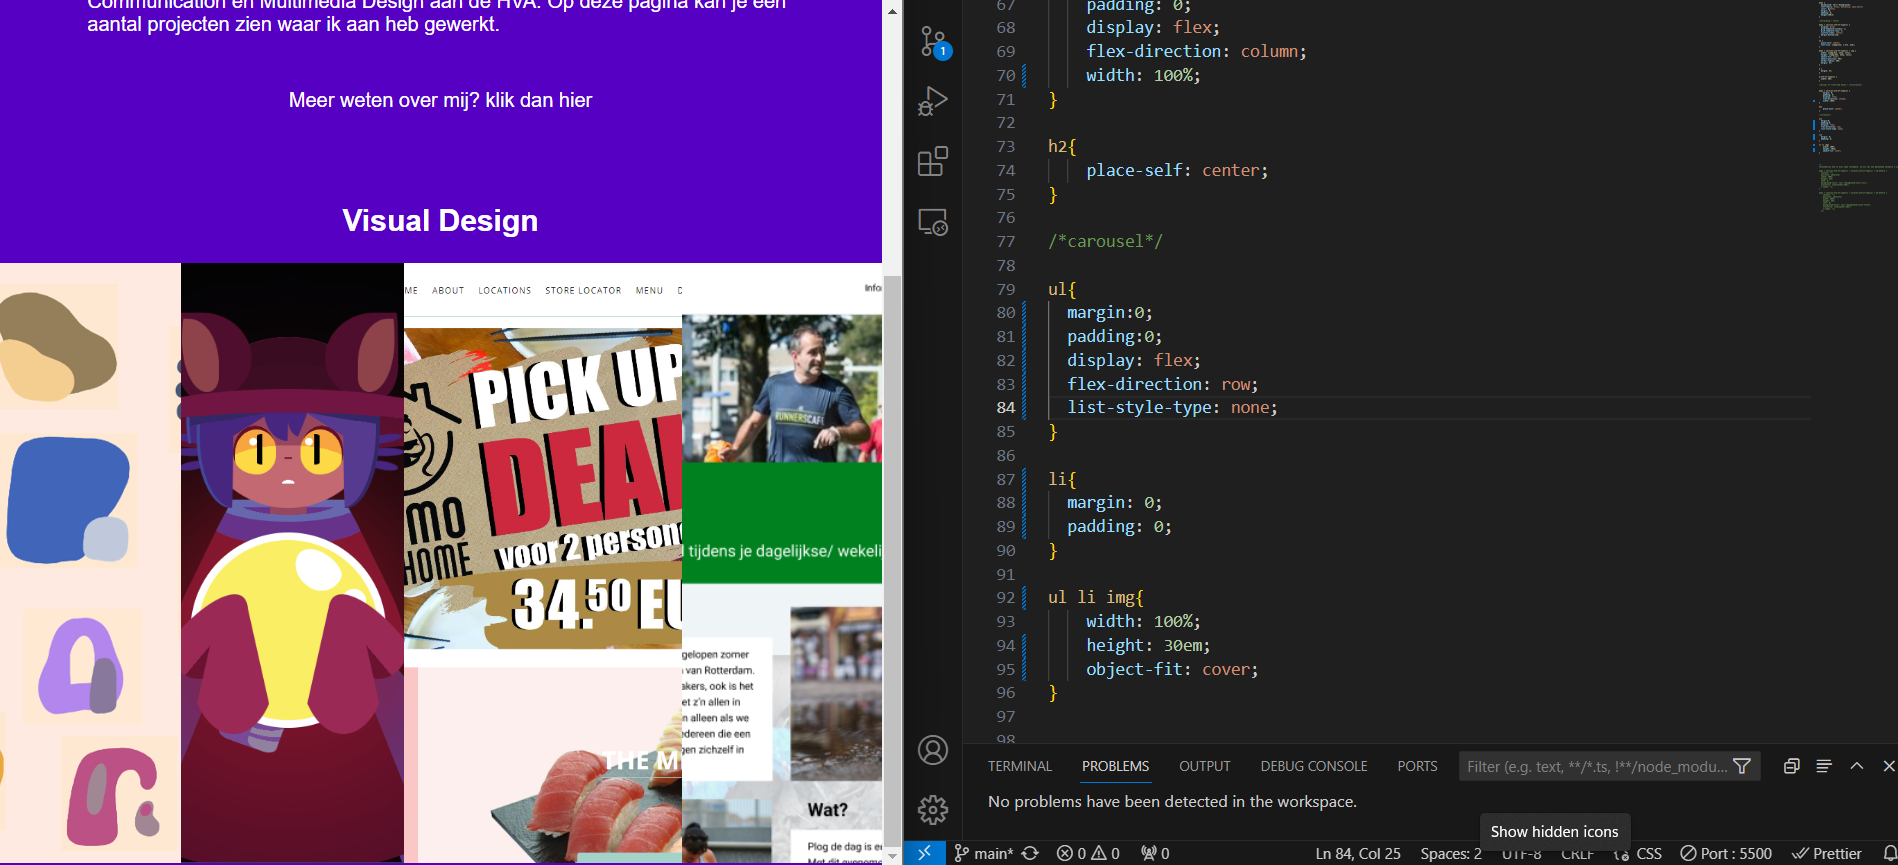 Communication en Multimedia Design aan de HvA. Op deze pagina kan je een
aantal projecten zien waar ik aan heb gewerkt.
Meer weten over mij? klik dan hier
Visual Design
ME ABOUT LOCATIONS STORE LOCATOR MENU D
Info
PICK UP
DEAL
voor 2 person
34.50 EU
MO
HOME
THE M
RUNNERSCAFE
l tijdens je dagelijkse/ wekeli
gelopen zomer
van Rotterdam.
akers, ook is het
et z'n allen in
n alleen als we
edereen die een
gen zichzelf in
Wat?
Plog de dag is e
1
67 padding: 0;
68 display: flex;
69 flex-direction: column;
70 width: 100%;
71 }
72
73 h2{
74 place-self: center;
75 }
76
77 /*carousel*/
78
79 ul{
80 margin:0;
81 padding:0;
82 display: flex;
83 flex-direction: row;
84 list-style-type: none;
85 }
86
87 li{
88 margin: 0;
89 padding: 0;
90 }
91
92 ul li img{
93 width: 100%;
94 height: 30em;
95 object-fit: cover;
96 }
97
98
TERMINAL PROBLEMS OUTPUT DEBUG CONSOLE PORTS Filter (e.g. text, **/*.ts, !**/node_modu...
No problems have been detected in the workspace.
Show hidden icons
main* 0 0 0 Ln 84, Col 25 Spaces: 2 UTF-8 CRLF CSS Port : 5500 Prettier